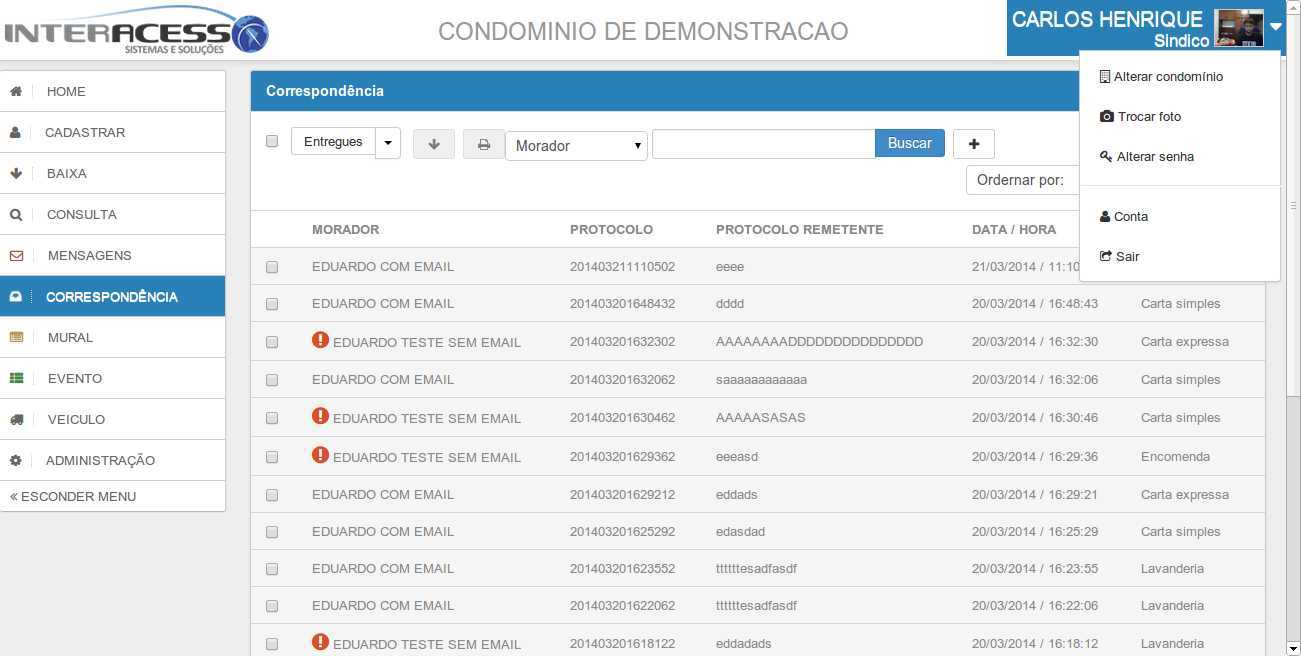 INTERACESS
SISTEMAS E SOLUÇÕES
CONDOMINIO DE DEMONSTRACAO
CARLOS HENRIQUE
Sindico
Alterar condomínio
Trocar foto
Alterar senha
Conta
Sair
HOME
CADASTRAR
BAIXA
CONSULTA
MENSAGENS
CORRESPONDÊNCIA
MURAL
EVENTO
VEICULO
ADMINISTRAÇÃO
« ESCONDER MENU
Correspondência
Entregues Morador Buscar
Ordernar por:
MORADOR PROTOCOLO PROTOCOLO REMETENTE DATA / HORA
EDUARDO COM EMAIL 201403211110502 eeee 21/03/2014 / 11:10
EDUARDO COM EMAIL 201403201648432 dddd 20/03/2014 / 16:48:43 Carta simples
EDUARDO TESTE SEM EMAIL 201403201632302 AAAAAAAADDDDDDDDDDDDDDD 20/03/2014 / 16:32:30 Carta expressa
EDUARDO COM EMAIL 201403201632062 saaaaaaaaaaaa 20/03/2014 / 16:32:06 Carta simples
EDUARDO TESTE SEM EMAIL 201403201630462 AAAAASASAS 20/03/2014 / 16:30:46 Carta simples
EDUARDO TESTE SEM EMAIL 201403201629362 eeeasd 20/03/2014 / 16:29:36 Encomenda
EDUARDO COM EMAIL 201403201629212 eddads 20/03/2014 / 16:29:21 Carta expressa
EDUARDO COM EMAIL 201403201625292 edasdad 20/03/2014 / 16:25:29 Carta simples
EDUARDO COM EMAIL 201403201623552 ttttttesadfasdf 20/03/2014 / 16:23:55 Lavanderia
EDUARDO COM EMAIL 201403201622062 ttttttesadfasdf 20/03/2014 / 16:22:06 Lavanderia
EDUARDO TESTE SEM EMAIL 201403201618122 eddadads 20/03/2014 / 16:18:12 Lavanderia